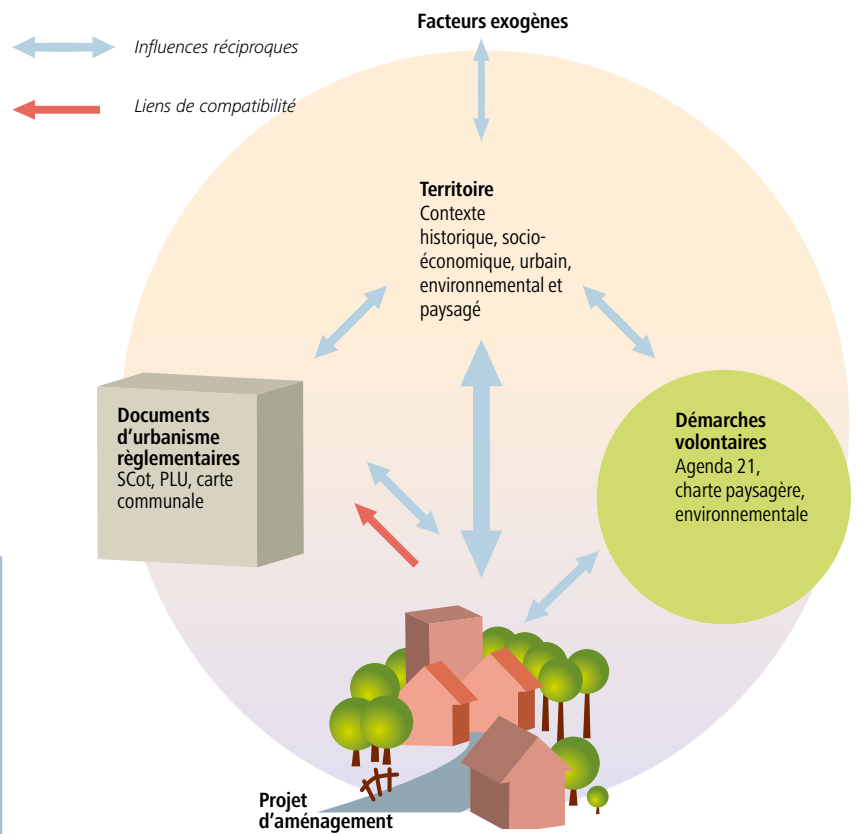 Facteurs exogènes
Influences réciproques
Liens de compatibilité
Territoire
Contexte
historique, socio-
économique, urbain,
environnemental et
paysagé
Documents
d'urbanisme
règlementaires
SCot, PLU, carte
communale
Démarches
volontaires
Agenda 21,
charte paysagère,
environnementale
Projet
d'aménagement